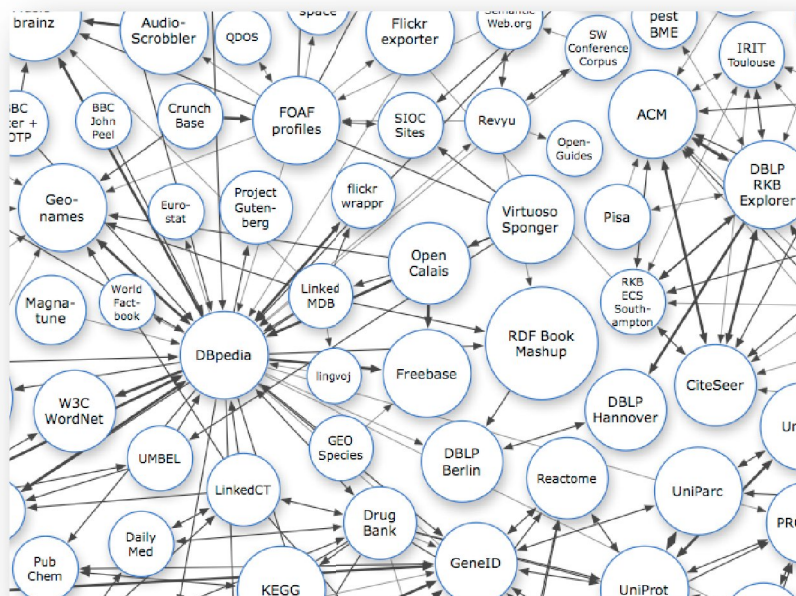 brainz
Audio-
Scrobbler
QDOS
space
Flickr
exporter
Web.org
SW
Conference
Corpus
pest
BME
IRIT
Toulouse
BBC
John
Peel
Crunch
Base
FOAF
profiles
SIOC
Sites
Revyu
Open-
Guides
ACM
DBLP
RKB
Explorer
Geo-
names
Euro-
stat
Project
Guten-
berg
flickr
wrappr
Virtuoso
Sponger
Pisa
Open
Calais
Magna-
tune
World
Fact-
book
Linked
MDB
RKB
ECS
South-
ampton
DBpedia
RDF Book
Mashup
lingvoj
Freebase
CiteSeer
W3C
WordNet
DBLP
Hannover
UMBEL
GEO
Species
DBLP
Berlin
Reactome
LinkedCT
UniParc
Drug
Bank
Daily
Med
Pub
Chem
GeneID
KEGG
UniProt